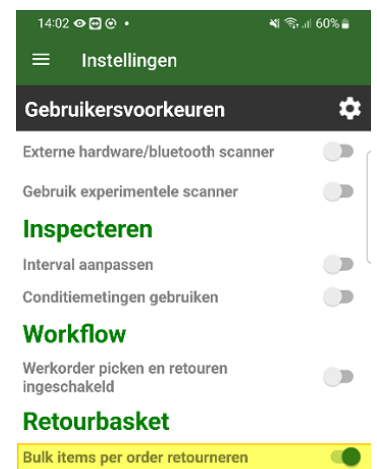 14:02
60%
Instellingen
Gebruikersvoorkeuren
Externe hardware/bluetooth scanner
Gebruik experimentele scanner
Inspecteren
Interval aanpassen
Conditiemetingen gebruiken
Workflow
Werkorder picken en retouren
ingeschakeld
Retourbasket
Bulk items per order retourneren